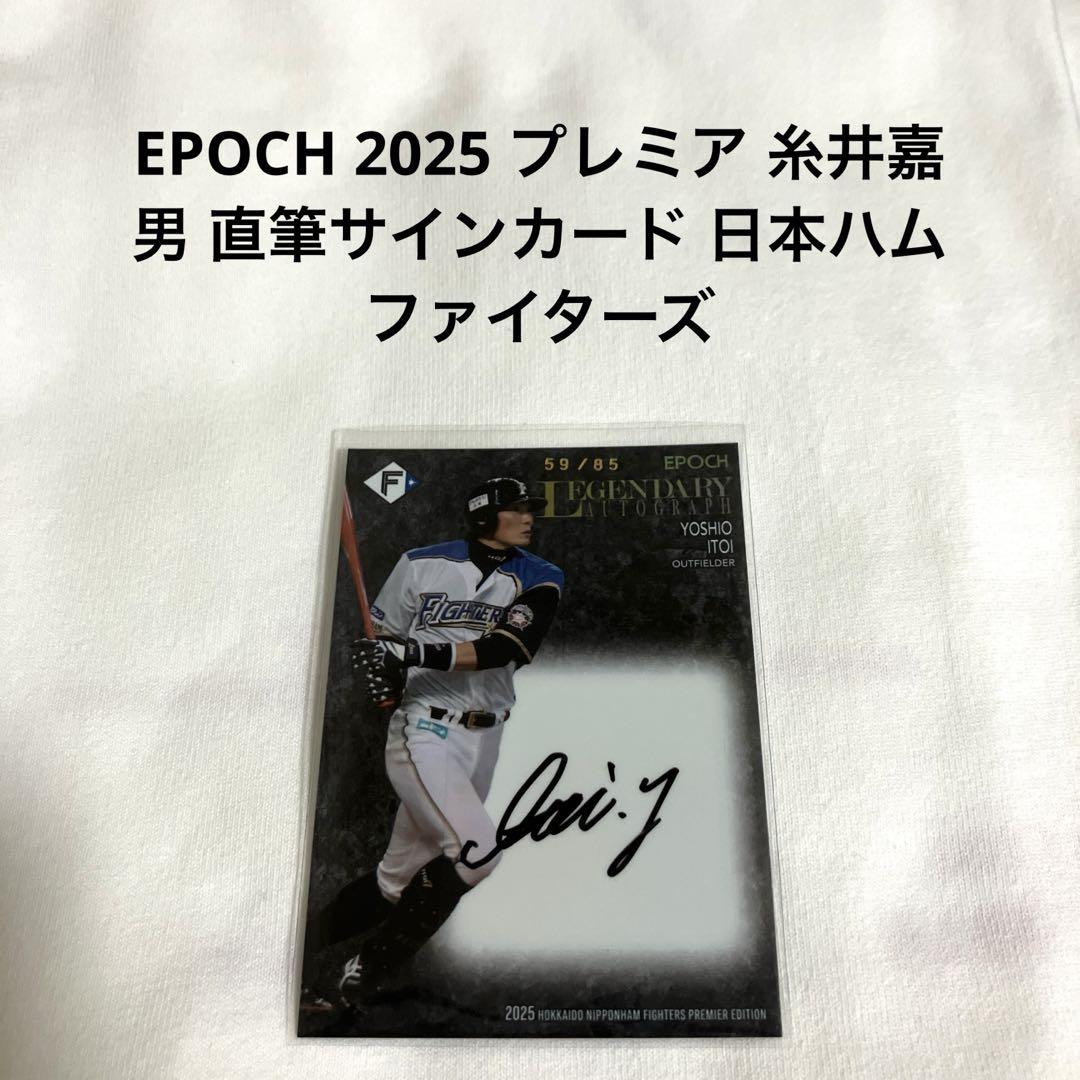 EPOCH 2025 プレミア 糸井嘉
男 直筆サインカード 日本ハム
ファイターズ
59/85
EPOCH
LEGENDARY
AUTOGRAPH
YOSHIO
ITOI
OUTFIELDER
F
FIGHTERS
2025 HOKKAIDO NIPPONHAM FIGHTERS PREMIER EDITION